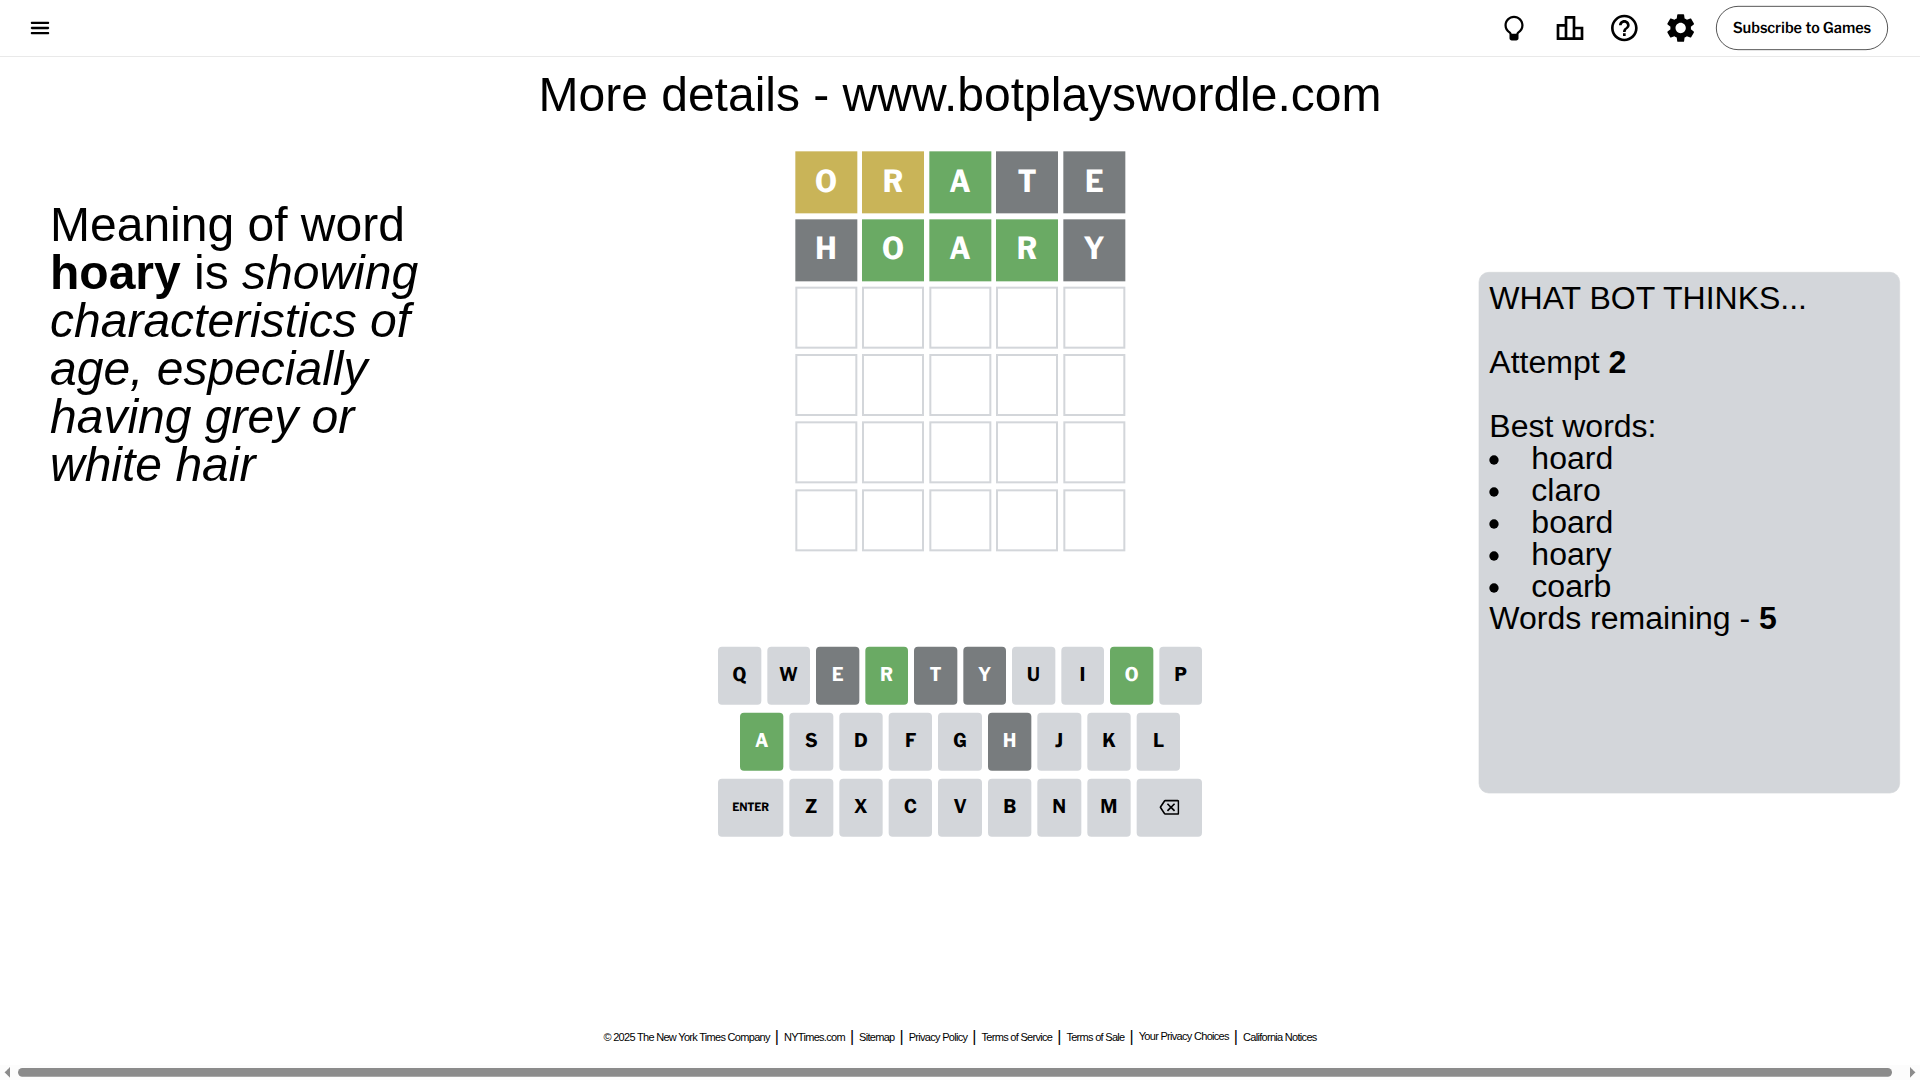 Subscribe to Games
More details - www.botplayswordle.com
Meaning of word
hoary is showing
characteristics of
age, especially
having grey or
white hair
O R A T E
H O A R Y
WHAT BOT THINKS...
Attempt 2
Best words:
• hoard
• claro
• board
• hoary
• coarb
Words remaining - 5
Q W E R T Y U I O P
A S D F G H J K L
ENTER Z X C V B N M
© 2025 The New York Times Company | NYTimes.com | Sitemap | Privacy Policy | Terms of Service | Terms of Sale | Your Privacy Choices | California Notices